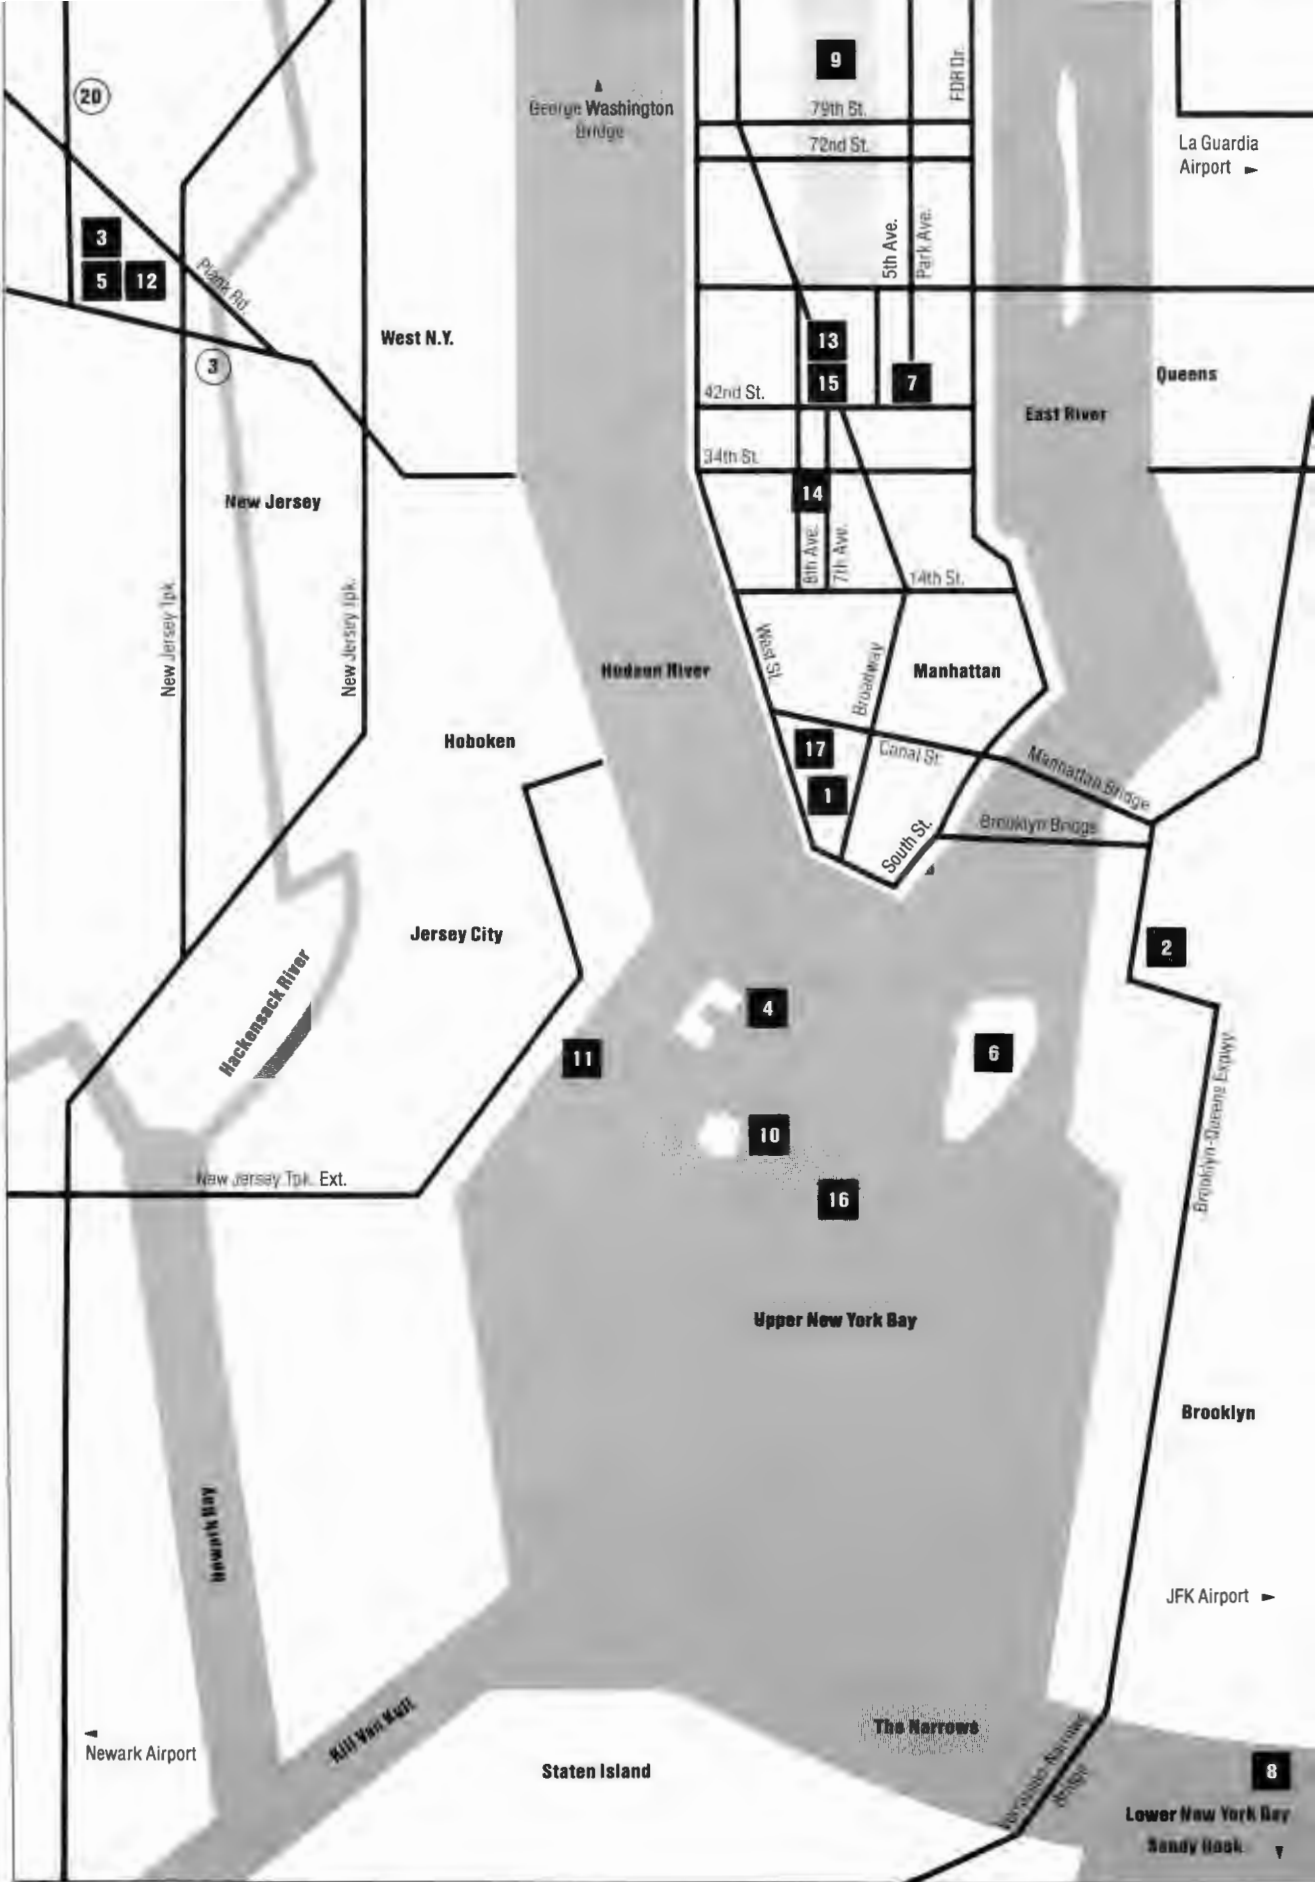 9
20
George Washington
Bridge
FDR Dr.
79th St.
72nd St.
La Guardia
Airport
3
5
12
Plank Rd.
5th Ave.
Park Ave.
West N.Y.
3
13
15
7
42nd St.
Queens
East River
34th St.
14
New Jersey
8th Ave.
7th Ave.
14th St.
New Jersey Tpk.
New Jersey Tpk.
West St.
Hudson River
Broadway
Manhattan
Hoboken
17
Canal St.
Manhattan Bridge
1
Brooklyn Bridge
South St.
Jersey City
2
Hackensack River
4
11
6
Brooklyn-Queens Expwy
10
New Jersey Tpk. Ext.
16
Upper New York Bay
Brooklyn
Newark Bay
JFK Airport
Kill Van Kull
The Narrows
Newark Airport
Staten Island
Verrazano-Narrows
Bridge
8
Lower New York Bay
Sandy Hook